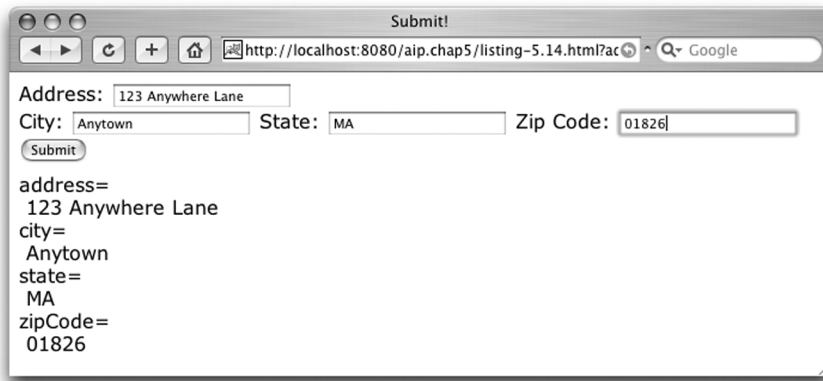 Submit!
http://localhost:8080/aip.chap5/listing-5.14.html?ac
Google
Address: 123 Anywhere Lane
City: Anytown State: MA Zip Code: 01826
Submit
address=
123 Anywhere Lane
city=
Anytown
state=
MA
zipCode=
01826